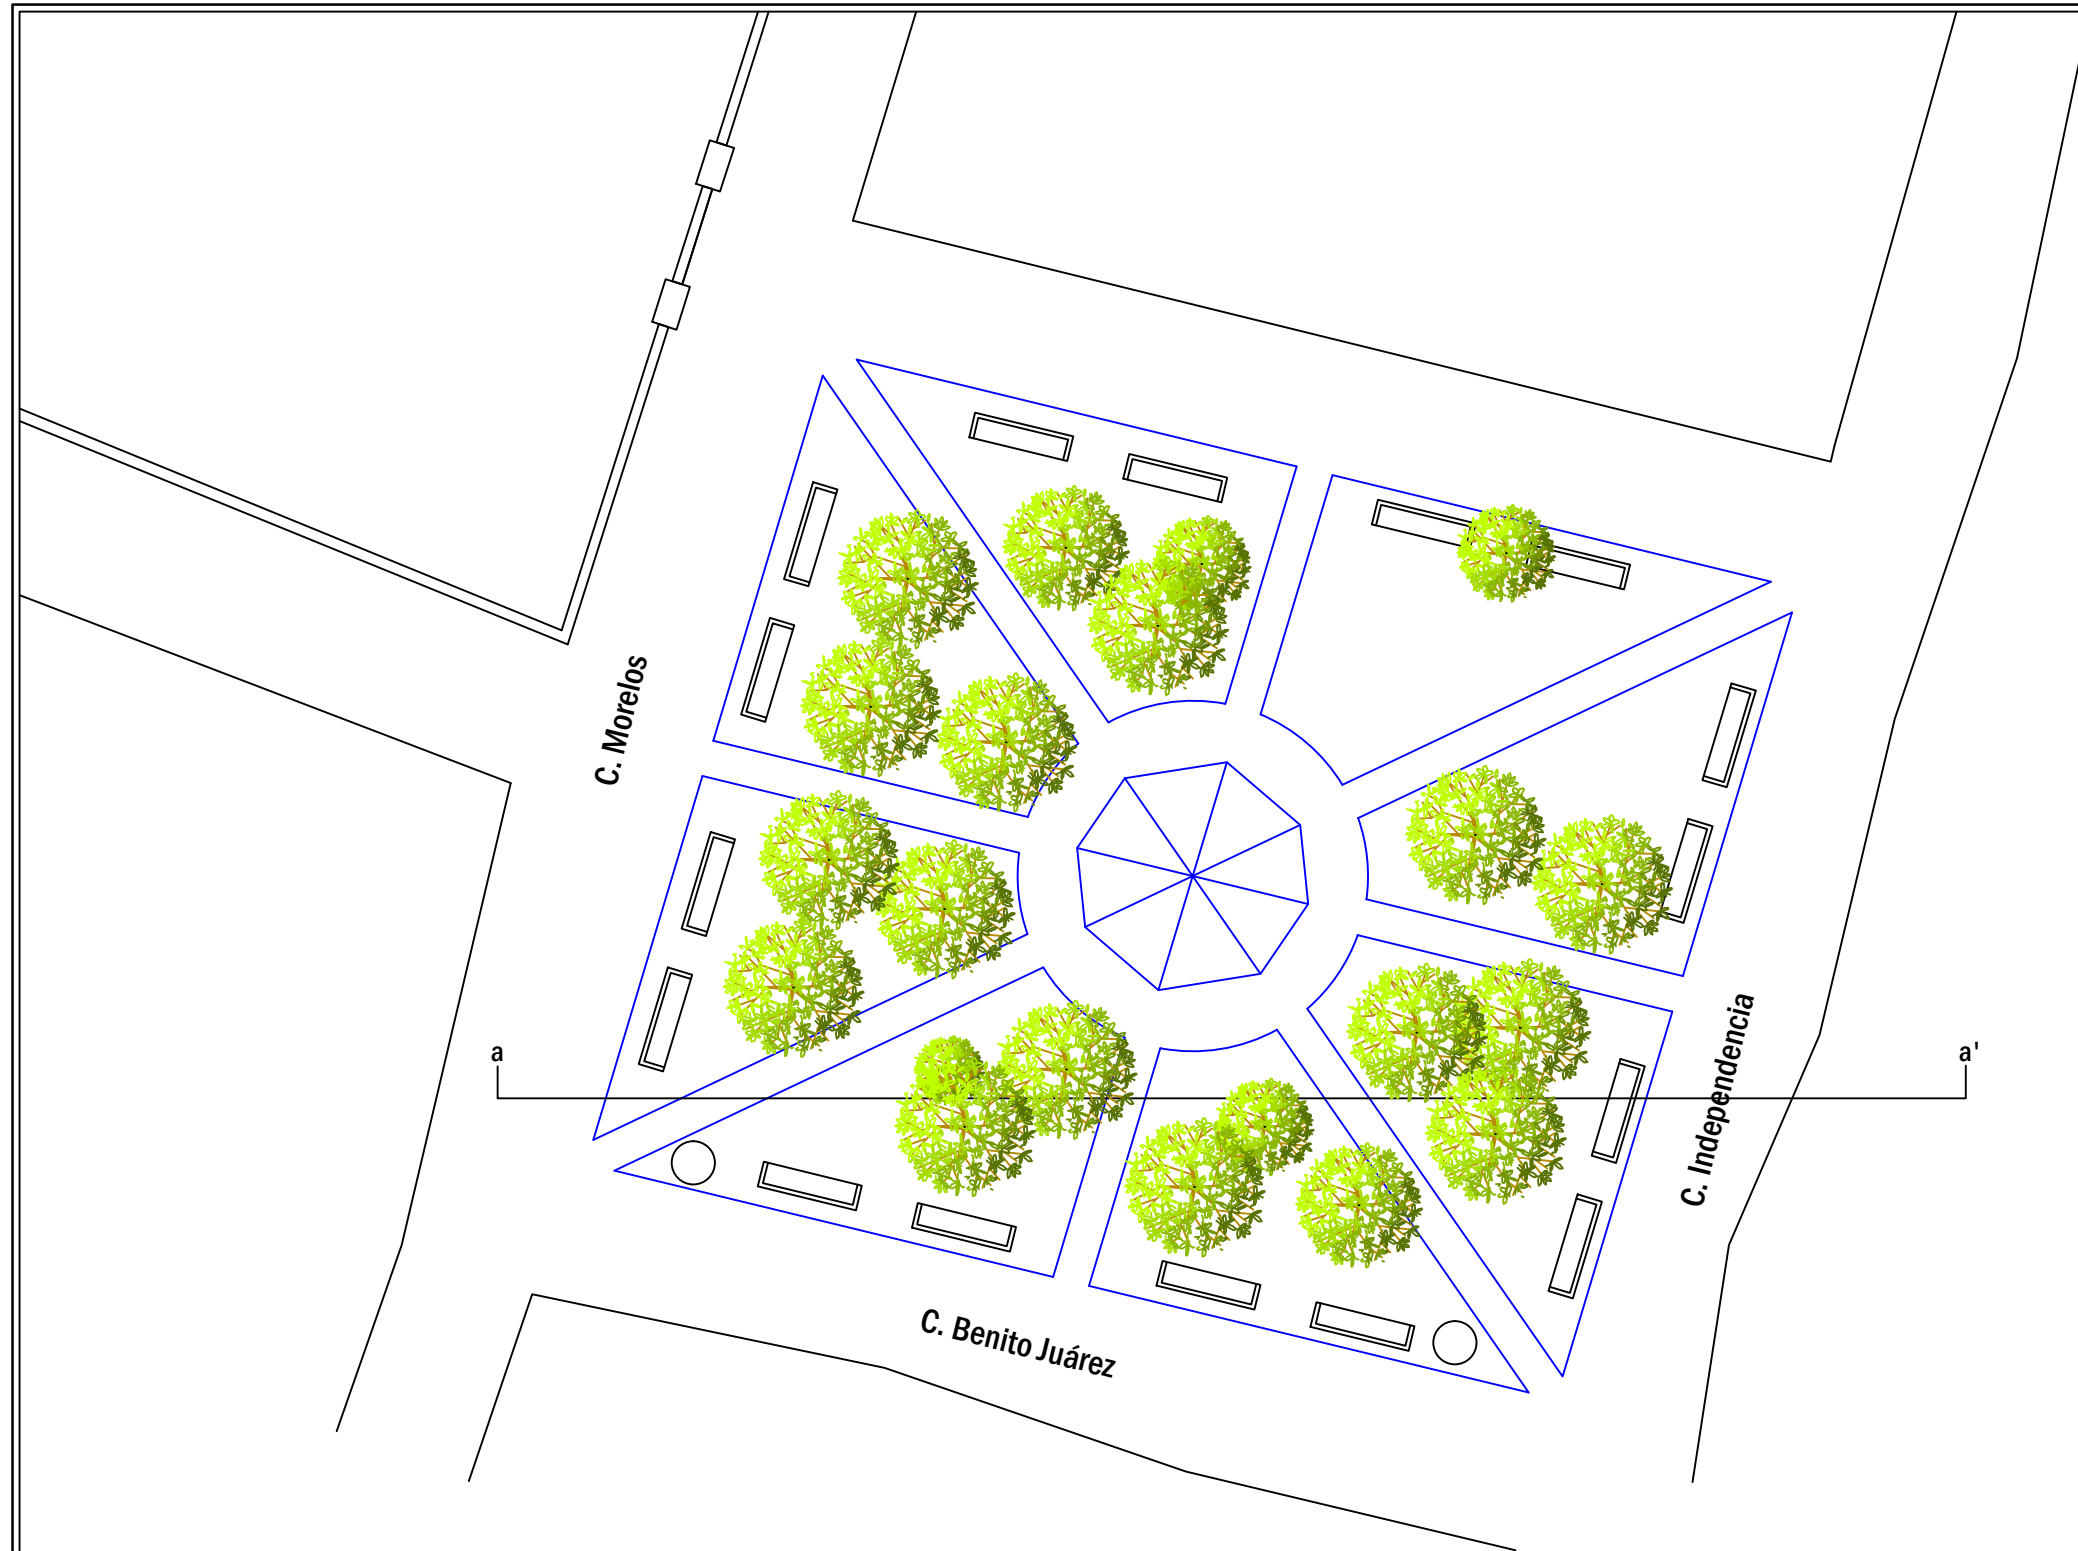 C. Morelos
a
a'
C. Independencia
C. Benito Juárez